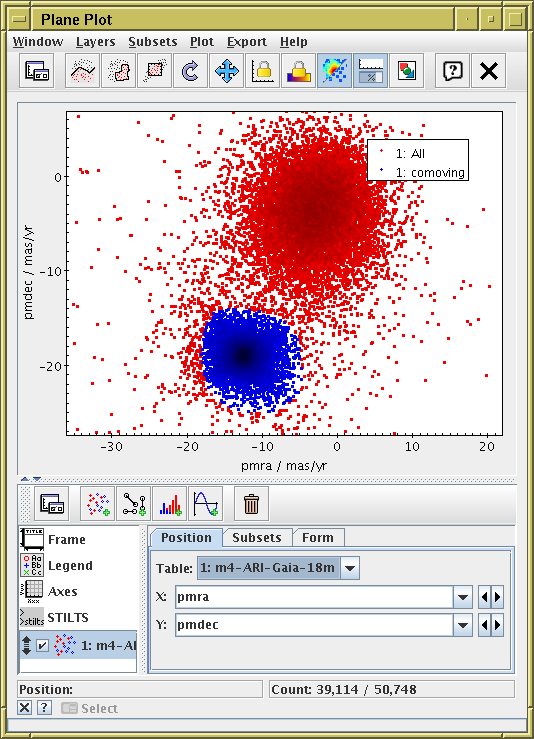 Plane Plot
Window Layers Subsets Plot Export Help
1: All
1: comoving
0
−10
−20
pmdec / mas/yr
−30 −20 −10 0 10 20
pmra / mas/yr
Frame
Legend
Axes
STILTS
1: m4-AR
Position Subsets Form
Table: 1: m4-ARI-Gaia-18m
X: pmra
Y: pmdec
Position: Count: 39,114 / 50,748
Select